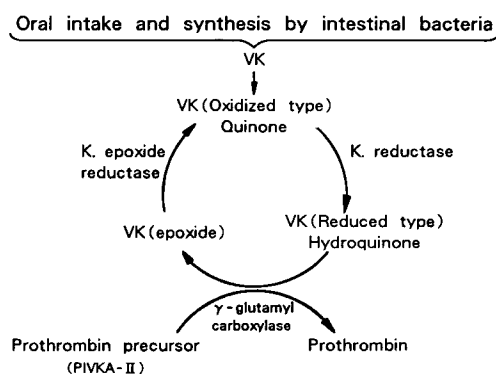 Oral intake and synthesis by intestinal bacteria
VK
VK (Oxidized type)
Quinone
K. epoxide
reductase
K. reductase
VK (epoxide)
VK (Reduced type)
Hydroquinone
γ-glutamyl
carboxylase
Prothrombin precursor
(PIVKA-Ⅱ)
Prothrombin